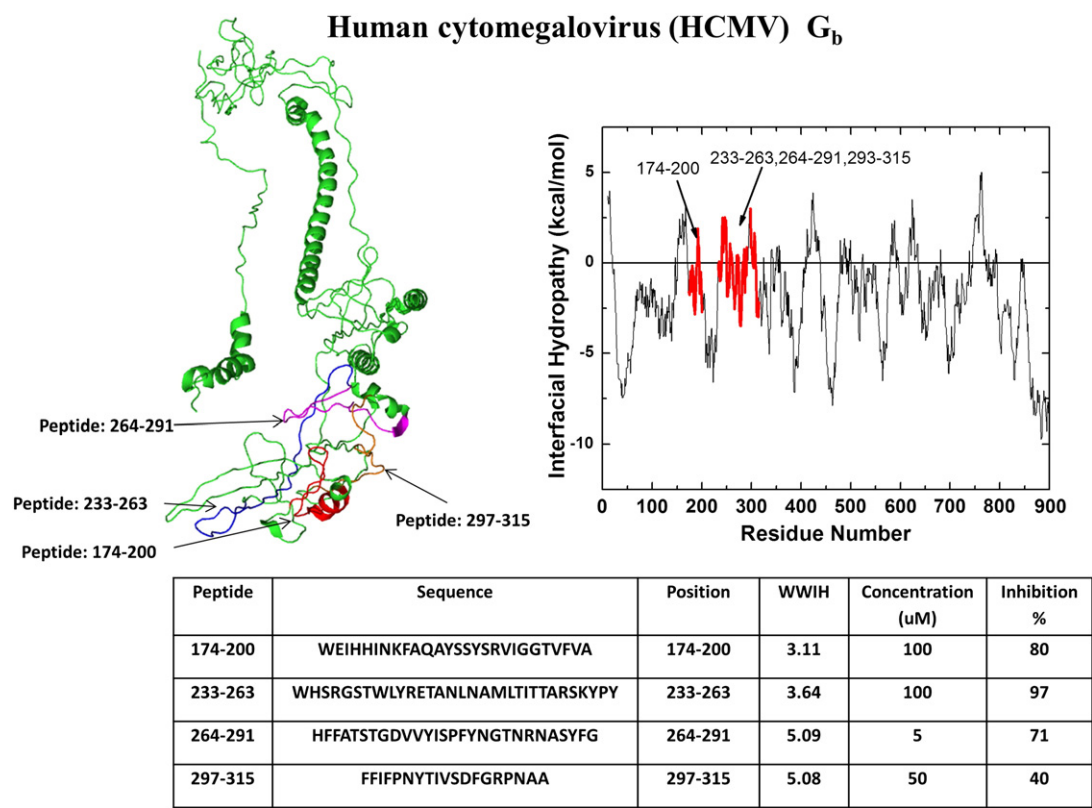 Human cytomegalovirus (HCMV) Gb
Peptide: 264-291
Peptide: 233-263
Peptide: 174-200
Peptide: 297-315
Interfacial Hydropathy (kcal/mol)
5
0
-5
-10
174-200
233-263,264-291,293-315
0 100 200 300 400 500 600 700 800 900
Residue Number
Peptide Sequence Position WWIH Concentration (uM) Inhibition %
174-200 WEIHHINKFAQAYSSYSRVIGGTVFVA 174-200 3.11 100 80
233-263 WHSRGSTWLYRETANLNAMLTITTARSKYPY 233-263 3.64 100 97
264-291 HFFATSTGDVVYISPFYNGTNRNASYFG 264-291 5.09 5 71
297-315 FFIFPNYTIVSDFGRPNAA 297-315 5.08 50 40